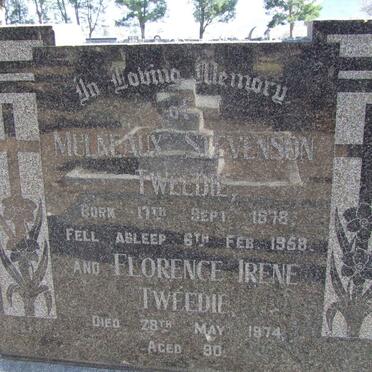 In Loving Memory
of
MULNEAUX STEVENSON
TWEEDIE,
BORN 17TH SEPT. 1878,
FELL ASLEEP 6TH FEB. 1958.
AND FLORENCE IRENE
TWEEDIE
DIED 28TH MAY 1974,
AGED 90.